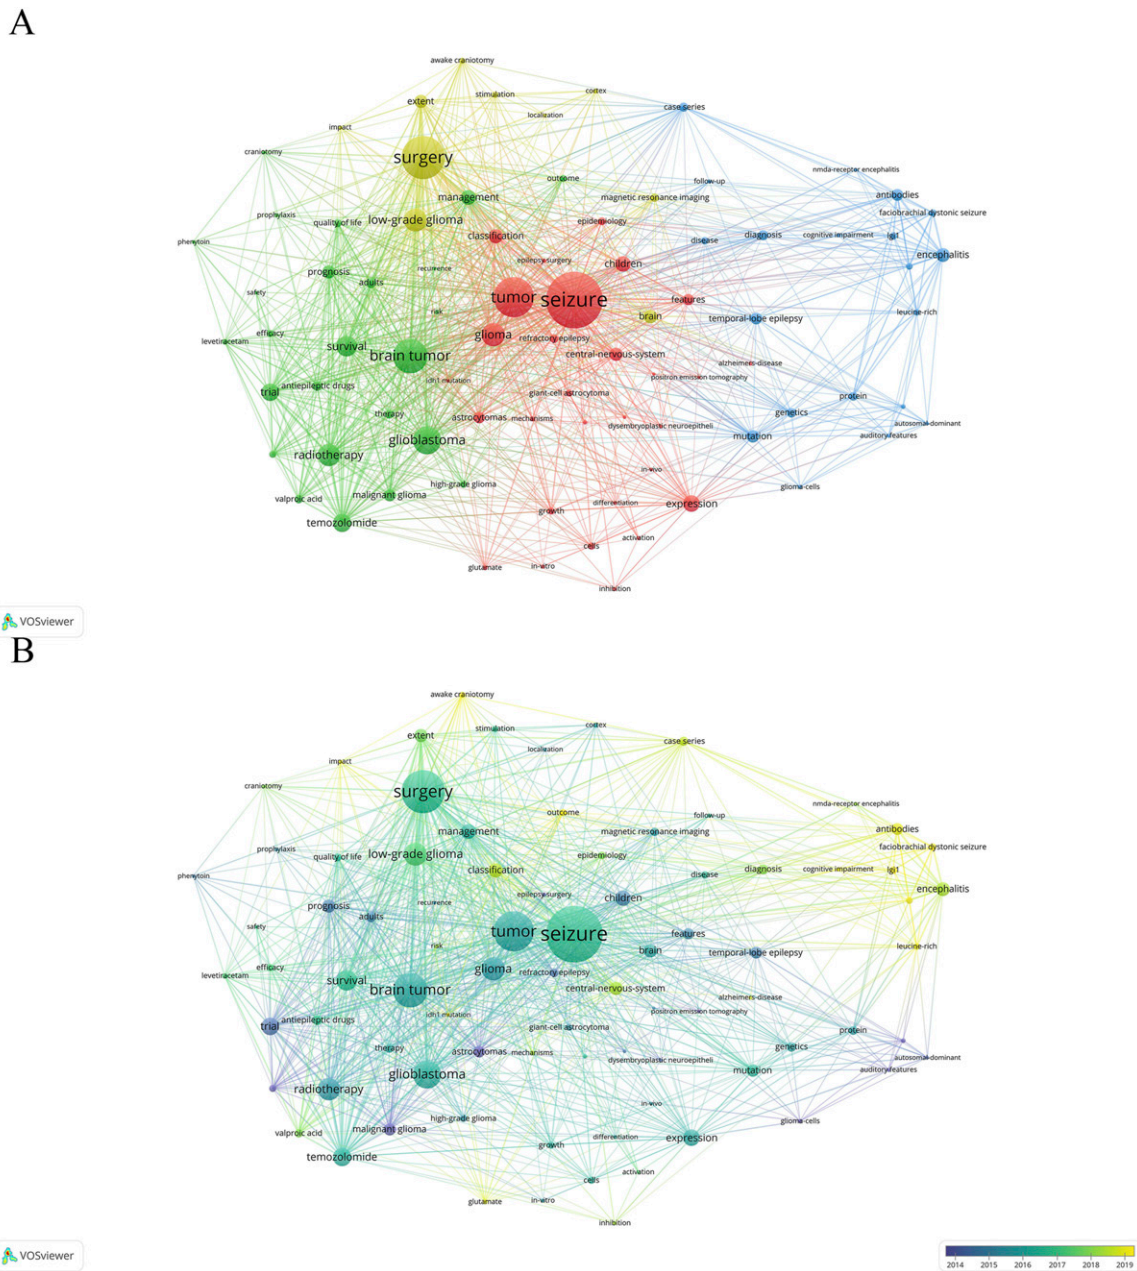 A
awake craniotomy
extent
stimulation
cortex
localization
case series
impact
craniotomy
surgery
nmda-receptor encephalitis
management
outcome
follow-up
magnetic resonance imaging
antibodies
prophylaxis
quality of life
low-grade glioma
classification
epidemiology
faciobrachial dystonic seizure
phenytoin
disease
diagnosis
cognitive impairment
lgi1
encephalitis
prognosis
adults
recurrence
epilepsy surgery
children
safety
tumor
seizure
features
risk
brain
temporal-lobe epilepsy
leucine-rich
efficacy
levetiracetam
survival
brain tumor
glioma
refractory epilepsy
central-nervous-system
alzheimers-disease
idh1 mutation
positron emission tomography
trial
antiepileptic drugs
giant-cell astrocytoma
protein
therapy
astrocytomas
mechanisms
dysembryoplastic neuroepitheli
genetics
autosomal-dominant
auditory-features
glioblastoma
mutation
radiotherapy
in-vivo
valproic acid
malignant glioma
high-grade glioma
glioma-cells
temozolomide
growth
differentiation
expression
cells
activation
glutamate
in-vitro
inhibition
VOSviewer
B
awake craniotomy
extent
stimulation
cortex
localization
case series
impact
craniotomy
surgery
nmda-receptor encephalitis
management
outcome
follow-up
magnetic resonance imaging
antibodies
prophylaxis
quality of life
low-grade glioma
classification
epidemiology
faciobrachial dystonic seizure
phenytoin
disease
diagnosis
cognitive impairment
lgi1
encephalitis
prognosis
adults
recurrence
epilepsy surgery
children
safety
tumor
seizure
features
risk
brain
temporal-lobe epilepsy
leucine-rich
efficacy
levetiracetam
survival
brain tumor
glioma
refractory epilepsy
central-nervous-system
alzheimers-disease
idh1 mutation
positron emission tomography
trial
antiepileptic drugs
giant-cell astrocytoma
protein
therapy
astrocytomas
mechanisms
dysembryoplastic neuroepitheli
genetics
autosomal-dominant
auditory-features
glioblastoma
mutation
radiotherapy
in-vivo
valproic acid
malignant glioma
high-grade glioma
glioma-cells
temozolomide
growth
differentiation
expression
cells
activation
glutamate
in-vitro
inhibition
VOSviewer
2014 2015 2016 2017 2018 2019